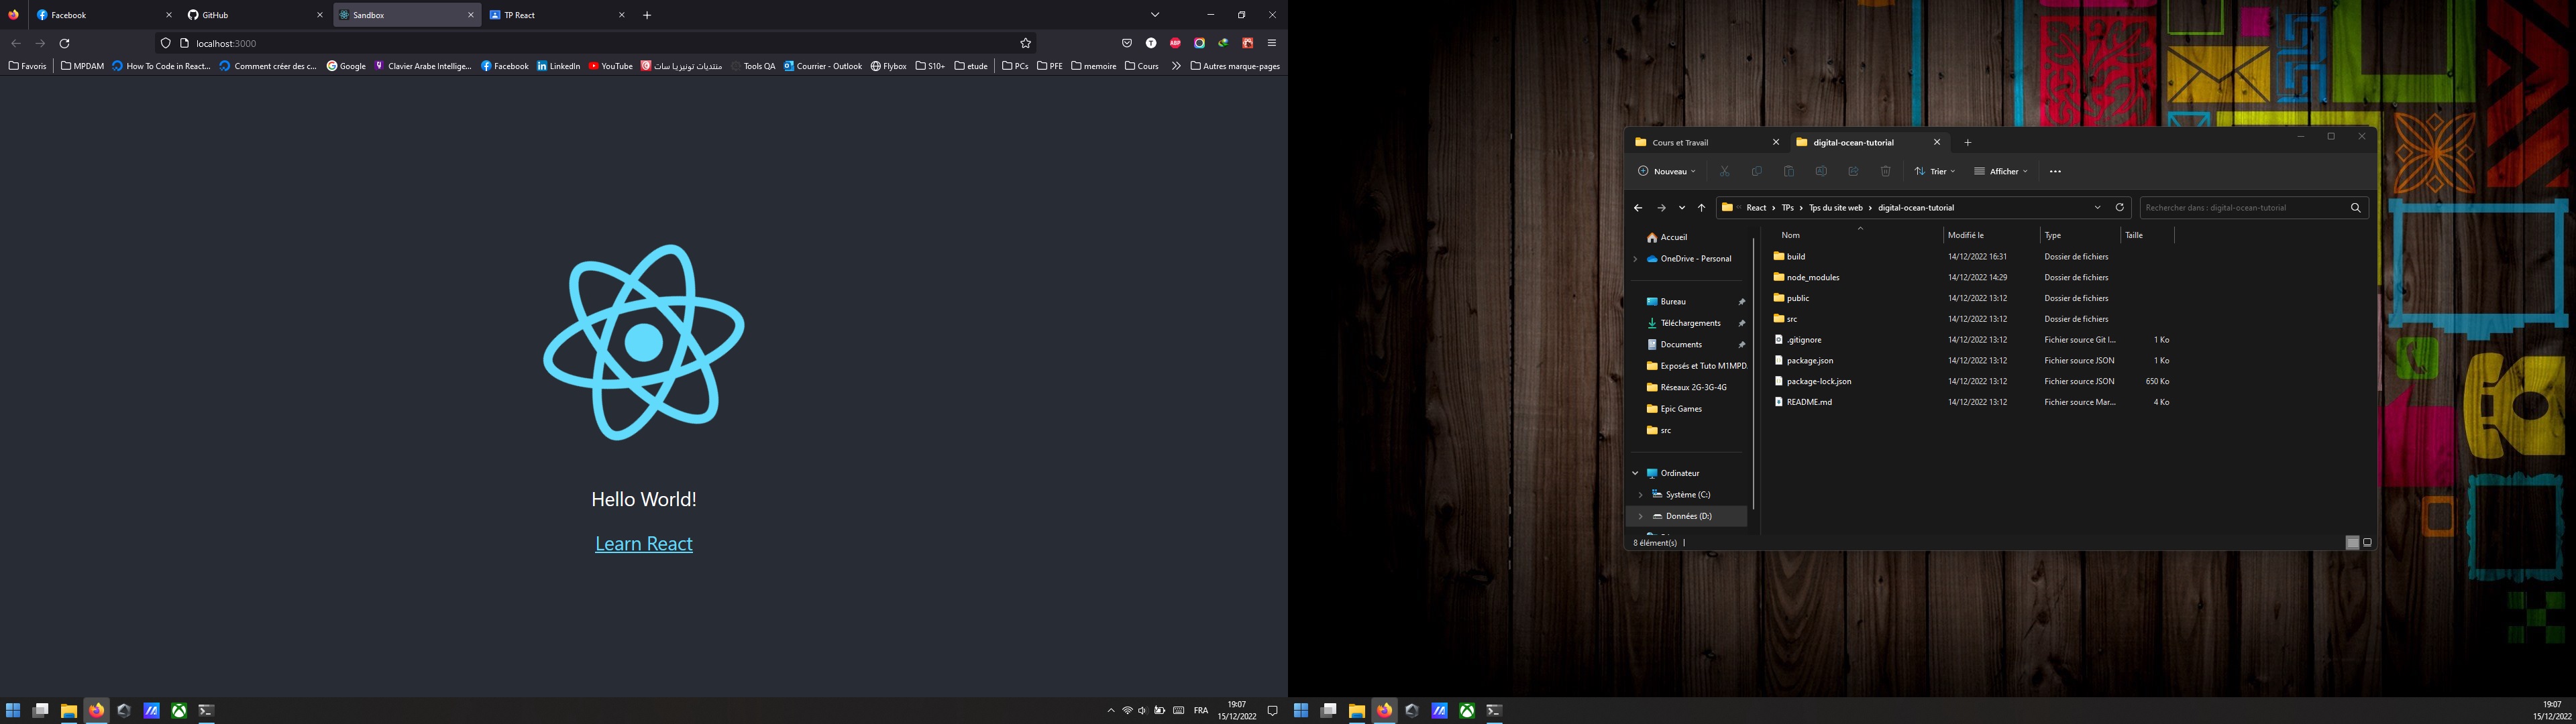 Facebook
GitHub
Sandbox
TP React
localhost:3000
Favoris
MPDAM
How To Code in React...
Comment créer des c...
Google
Clavier Arabe Intellige...
Facebook
LinkedIn
YouTube
منتديات تونيزيـا سات
Tools QA
Courrier - Outlook
Flybox
S10+
etude
PCs
PFE
memoire
Cours
Autres marque-pages
Hello World!
Learn React
FRA
19:07
15/12/2022
Cours et Travail
digital-ocean-tutorial
Nouveau
Trier
Afficher
React > TPs > Tps du site web > digital-ocean-tutorial
Rechercher dans : digital-ocean-tutorial
Accueil
OneDrive - Personal
Bureau
Téléchargements
Documents
Exposés et Tuto M1MPD.
Réseaux 2G-3G-4G
Epic Games
src
Ordinateur
Système (C:)
Données (D:)
Nom Modifié le Type Taille
build 14/12/2022 16:31 Dossier de fichiers
node_modules 14/12/2022 14:29 Dossier de fichiers
public 14/12/2022 13:12 Dossier de fichiers
src 14/12/2022 13:12 Dossier de fichiers
.gitignore 14/12/2022 13:12 Fichier source Git I... 1 Ko
package.json 14/12/2022 13:12 Fichier source JSON 1 Ko
package-lock.json 14/12/2022 13:12 Fichier source JSON 650 Ko
README.md 14/12/2022 13:12 Fichier source Mar... 4 Ko
8 élément(s)
19:07
15/12/2022